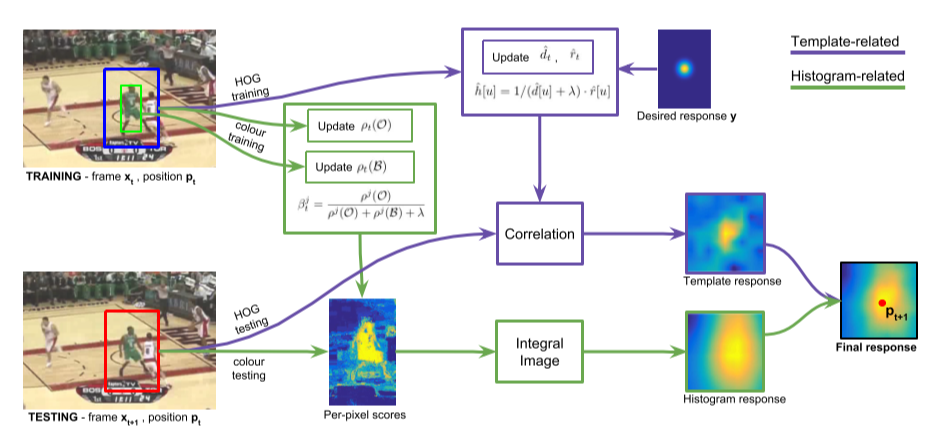 Template-related
Histogram-related
Update d̂_t , r̂_t
ĥ[u] = 1/(d̂[u] + λ) · r̂[u]
Desired response y
HOG
training
colour
training
Update ρ_t(O)
Update ρ_t(B)
β_t^j = ρ^j(O) / (ρ^j(O) + ρ^j(B) + λ)
TRAINING - frame x_t , position p_t
Correlation
Template response
p_t+1
Final response
HOG
testing
colour
testing
Integral
Image
Histogram response
Per-pixel scores
TESTING - frame x_t+1 , position p_t